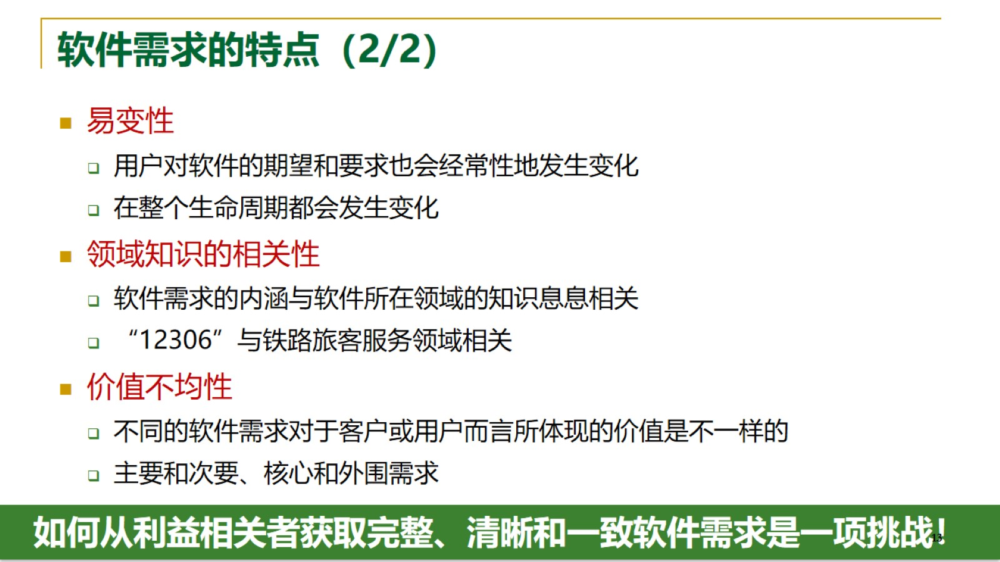 软件需求的特点（2/2）
易变性
用户对软件的期望和要求也会经常性地发生变化
在整个生命周期都会发生变化
领域知识的相关性
软件需求的内涵与软件所在领域的知识息息相关
“12306”与铁路旅客服务领域相关
价值不均性
不同的软件需求对于客户或用户而言所体现的价值是不一样的
主要和次要、核心和外围需求
如何从利益相关者获取完整、清晰和一致软件需求是一项挑战！
13